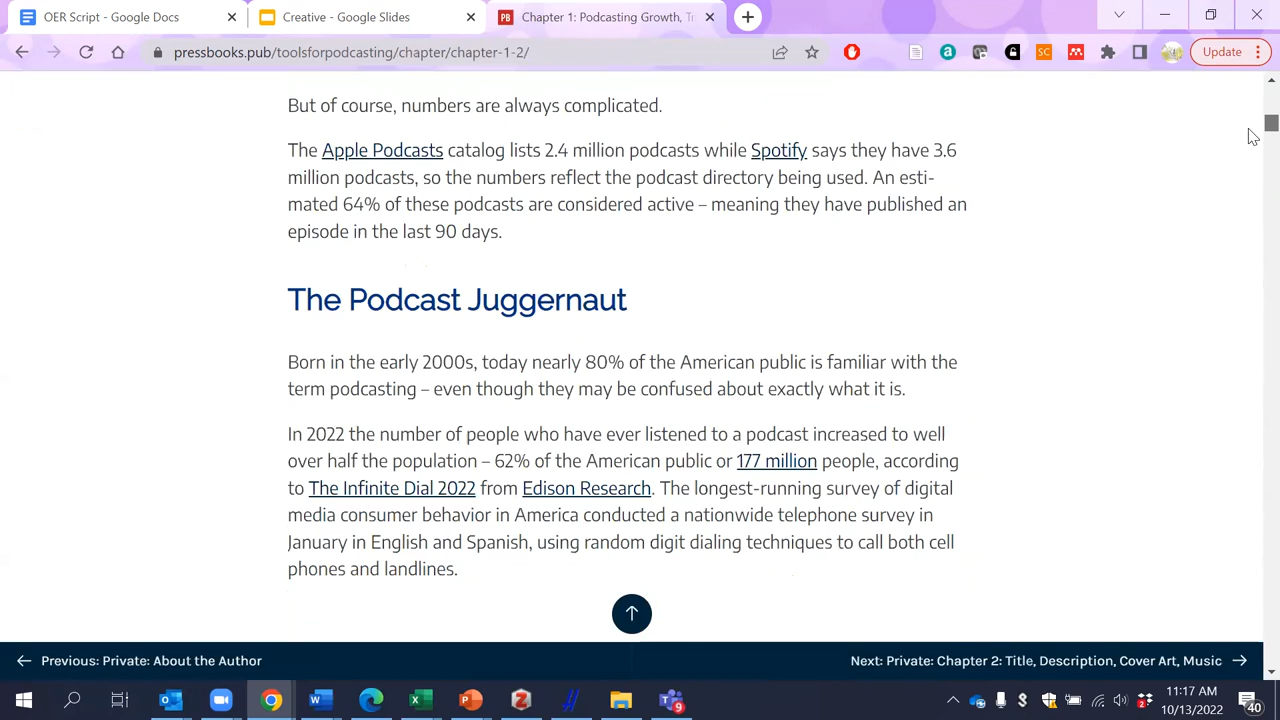 OER Script - Google Docs
Creative - Google Slides
Chapter 1: Podcasting Growth, T
pressbooks.pub/toolsforpodcasting/chapter/chapter-1-2/
Update
But of course, numbers are always complicated.
The Apple Podcasts catalog lists 2.4 million podcasts while Spotify says they have 3.6
million podcasts, so the numbers reflect the podcast directory being used. An esti-
mated 64% of these podcasts are considered active – meaning they have published an
episode in the last 90 days.
The Podcast Juggernaut
Born in the early 2000s, today nearly 80% of the American public is familiar with the
term podcasting – even though they may be confused about exactly what it is.
In 2022 the number of people who have ever listened to a podcast increased to well
over half the population – 62% of the American public or 177 million people, according
to The Infinite Dial 2022 from Edison Research. The longest-running survey of digital
media consumer behavior in America conducted a nationwide telephone survey in
January in English and Spanish, using random digit dialing techniques to call both cell
phones and landlines.
Previous: Private: About the Author
Next: Private: Chapter 2: Title, Description, Cover Art, Music
11:17 AM
10/13/2022
40